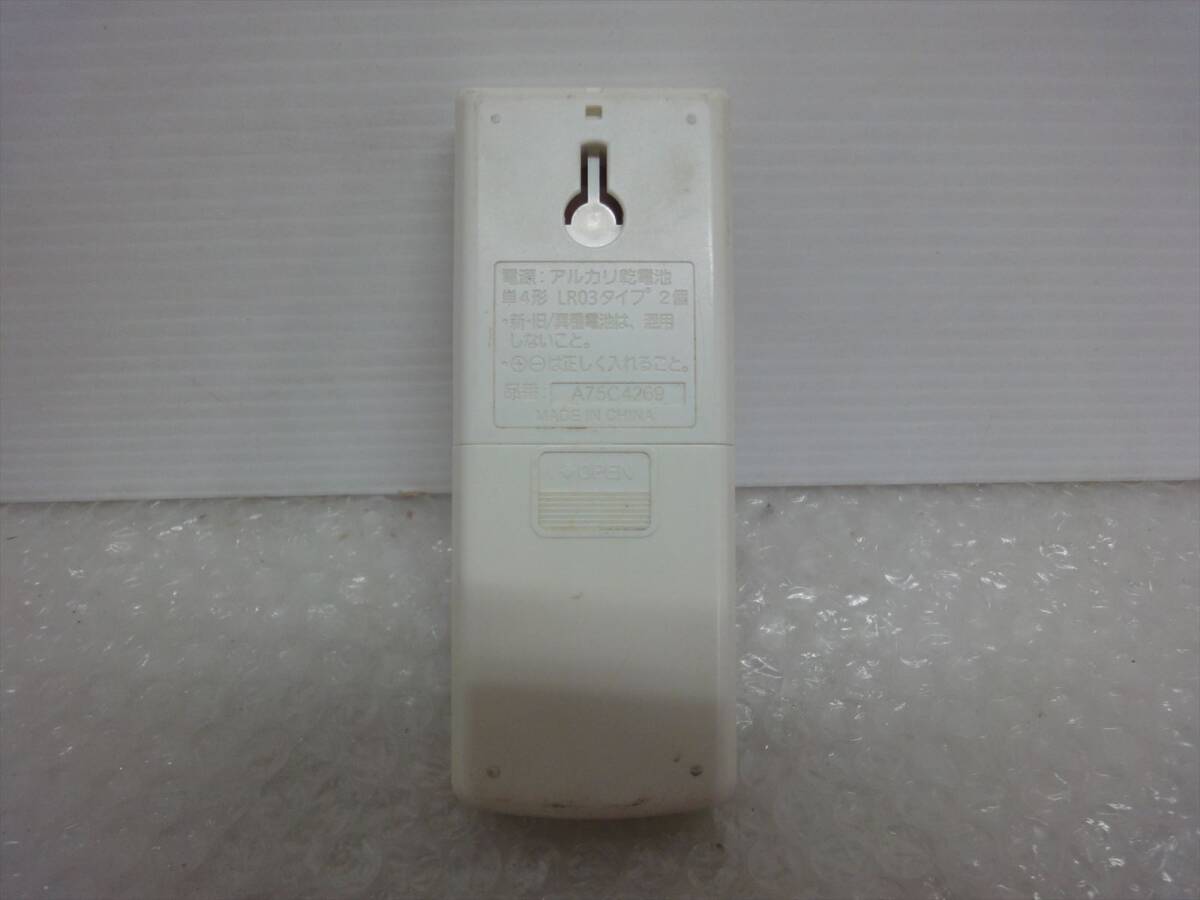 電源：アルカリ乾電池
単4形 LR03タイプ 2個
・新・旧/異種電池は、混用
しないこと。
・⊕⊖は正しく入れること。
品番： A75C4269
MADE IN CHINA
OPEN